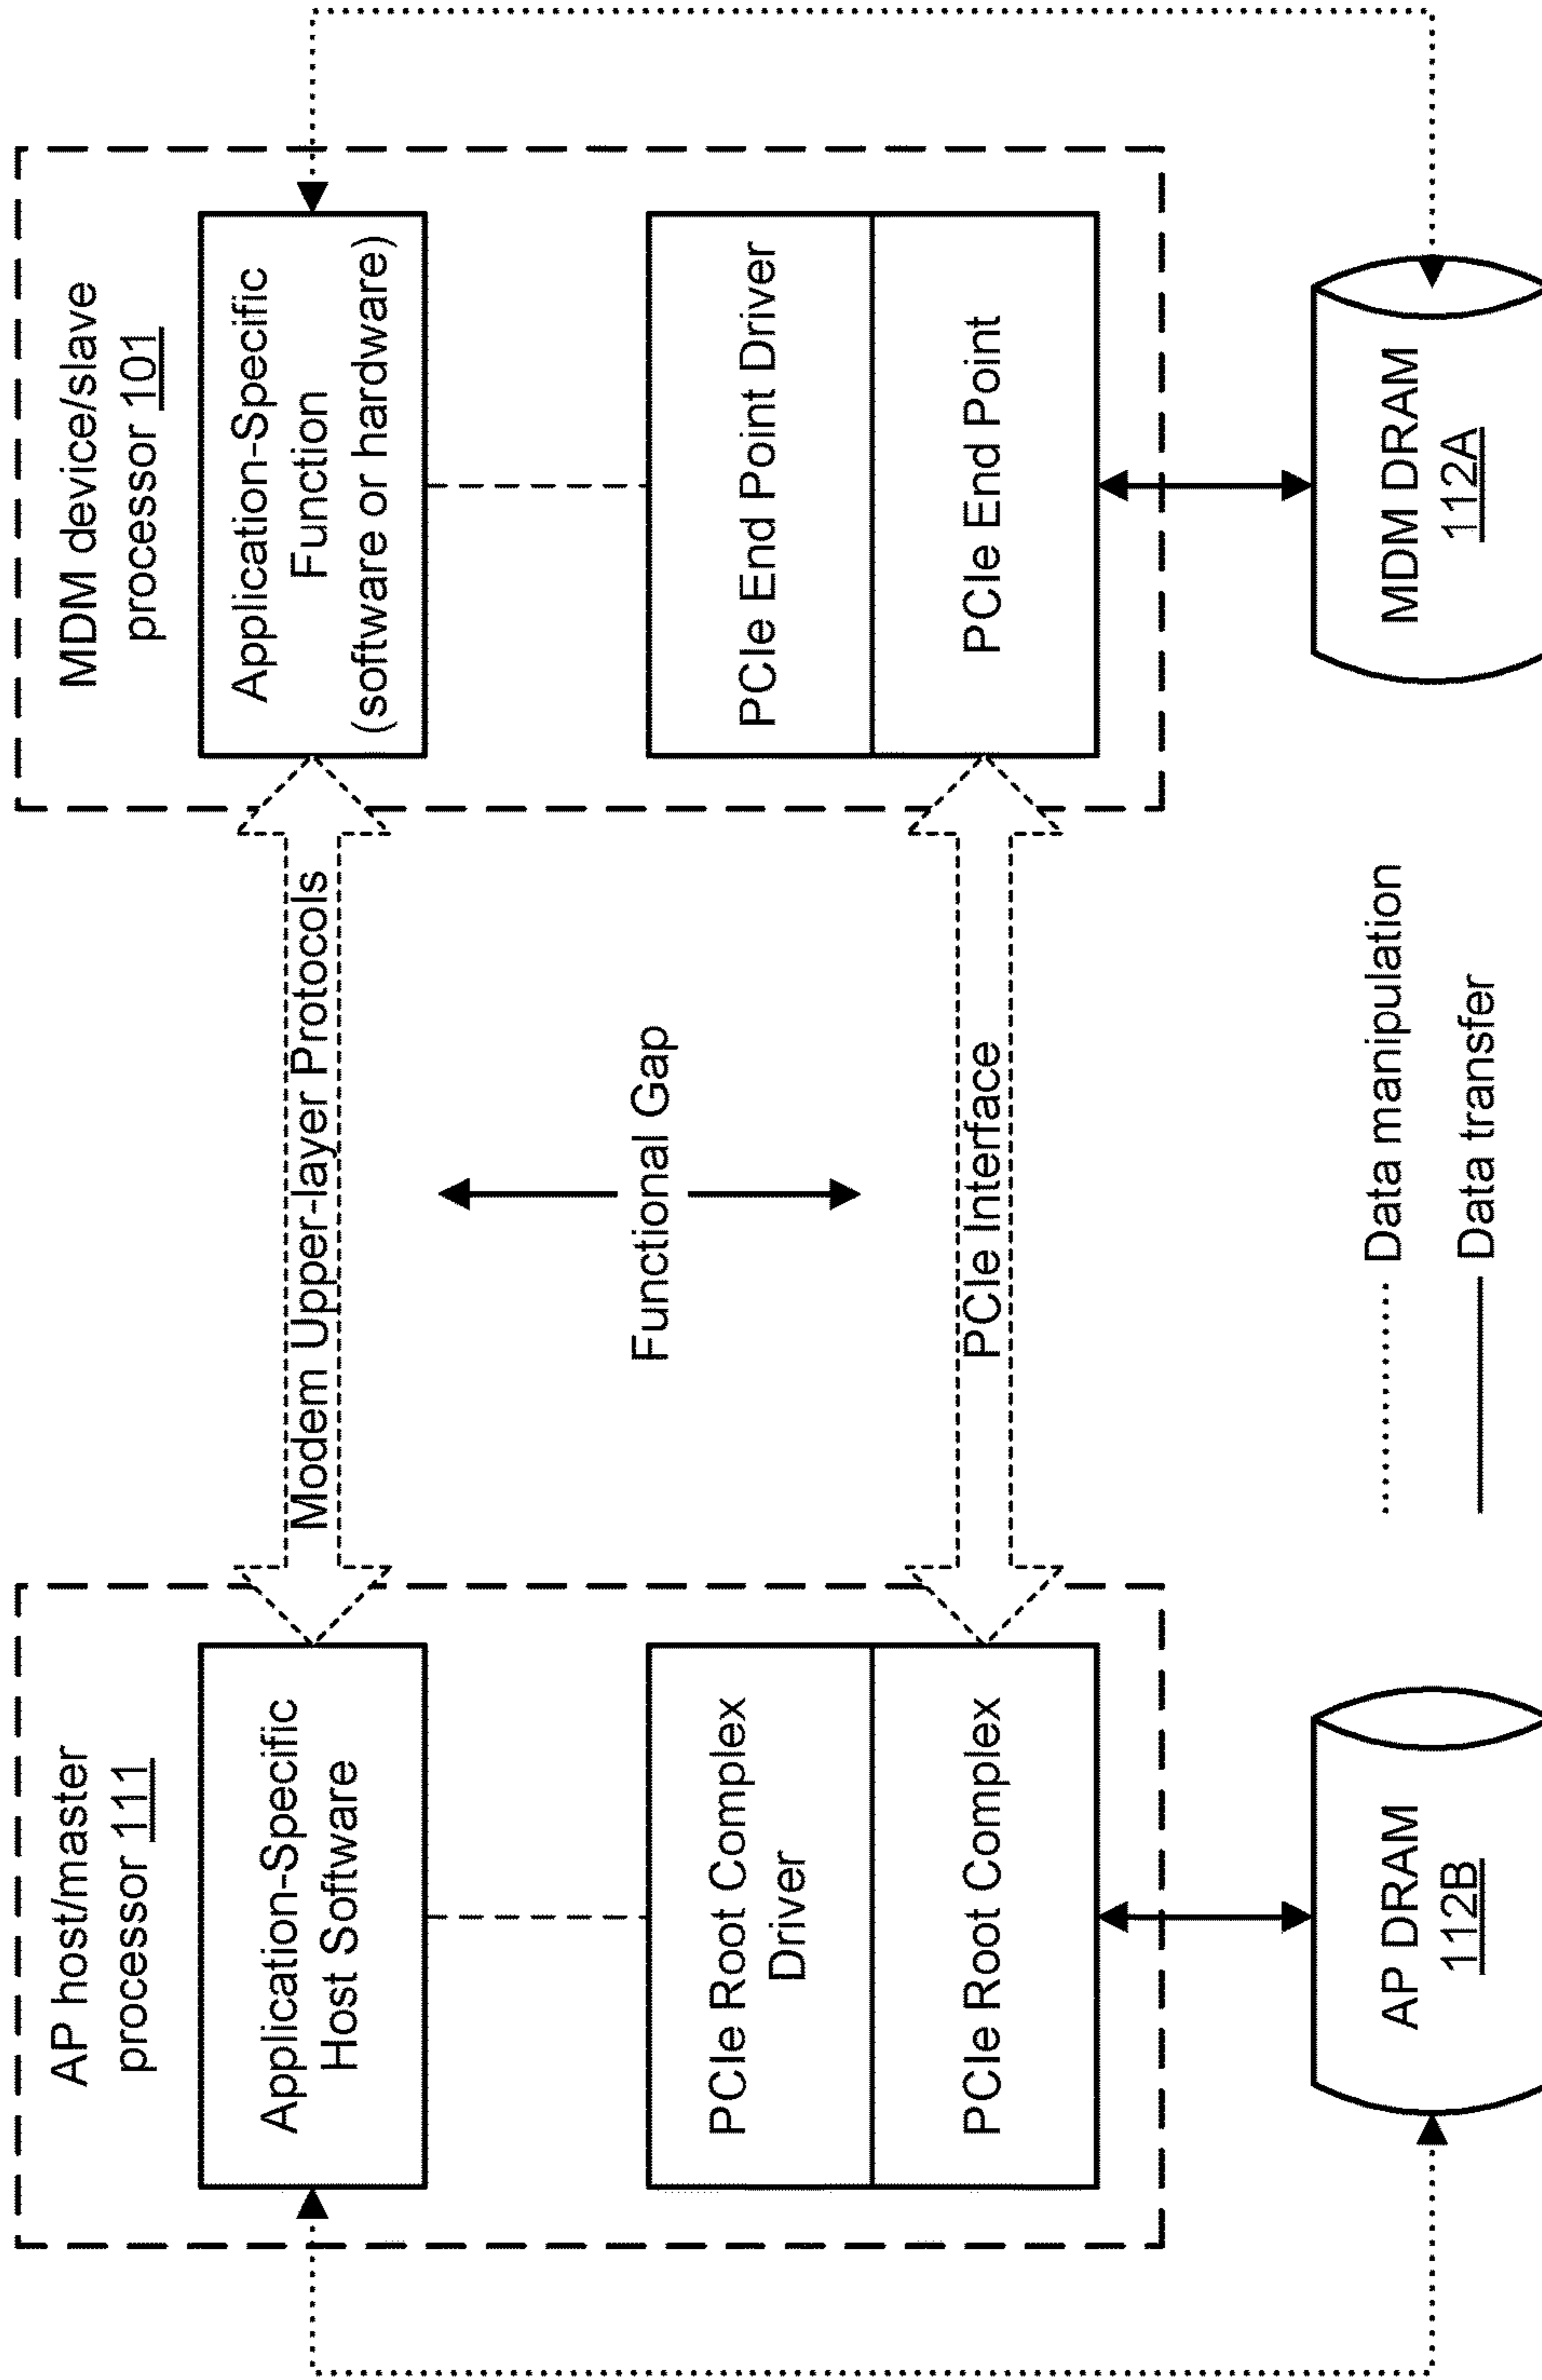 AP host/master
processor 111
Application-Specific
Host Software
PCIe Root Complex
Driver
PCIe Root Complex
AP DRAM
112B
Modem Upper-layer Protocols
Functional Gap
PCIe Interface
Data manipulation
Data transfer
MDM device/slave
processor 101
Application-Specific
Function
(software or hardware)
PCIe End Point Driver
PCIe End Point
MDM DRAM
112A